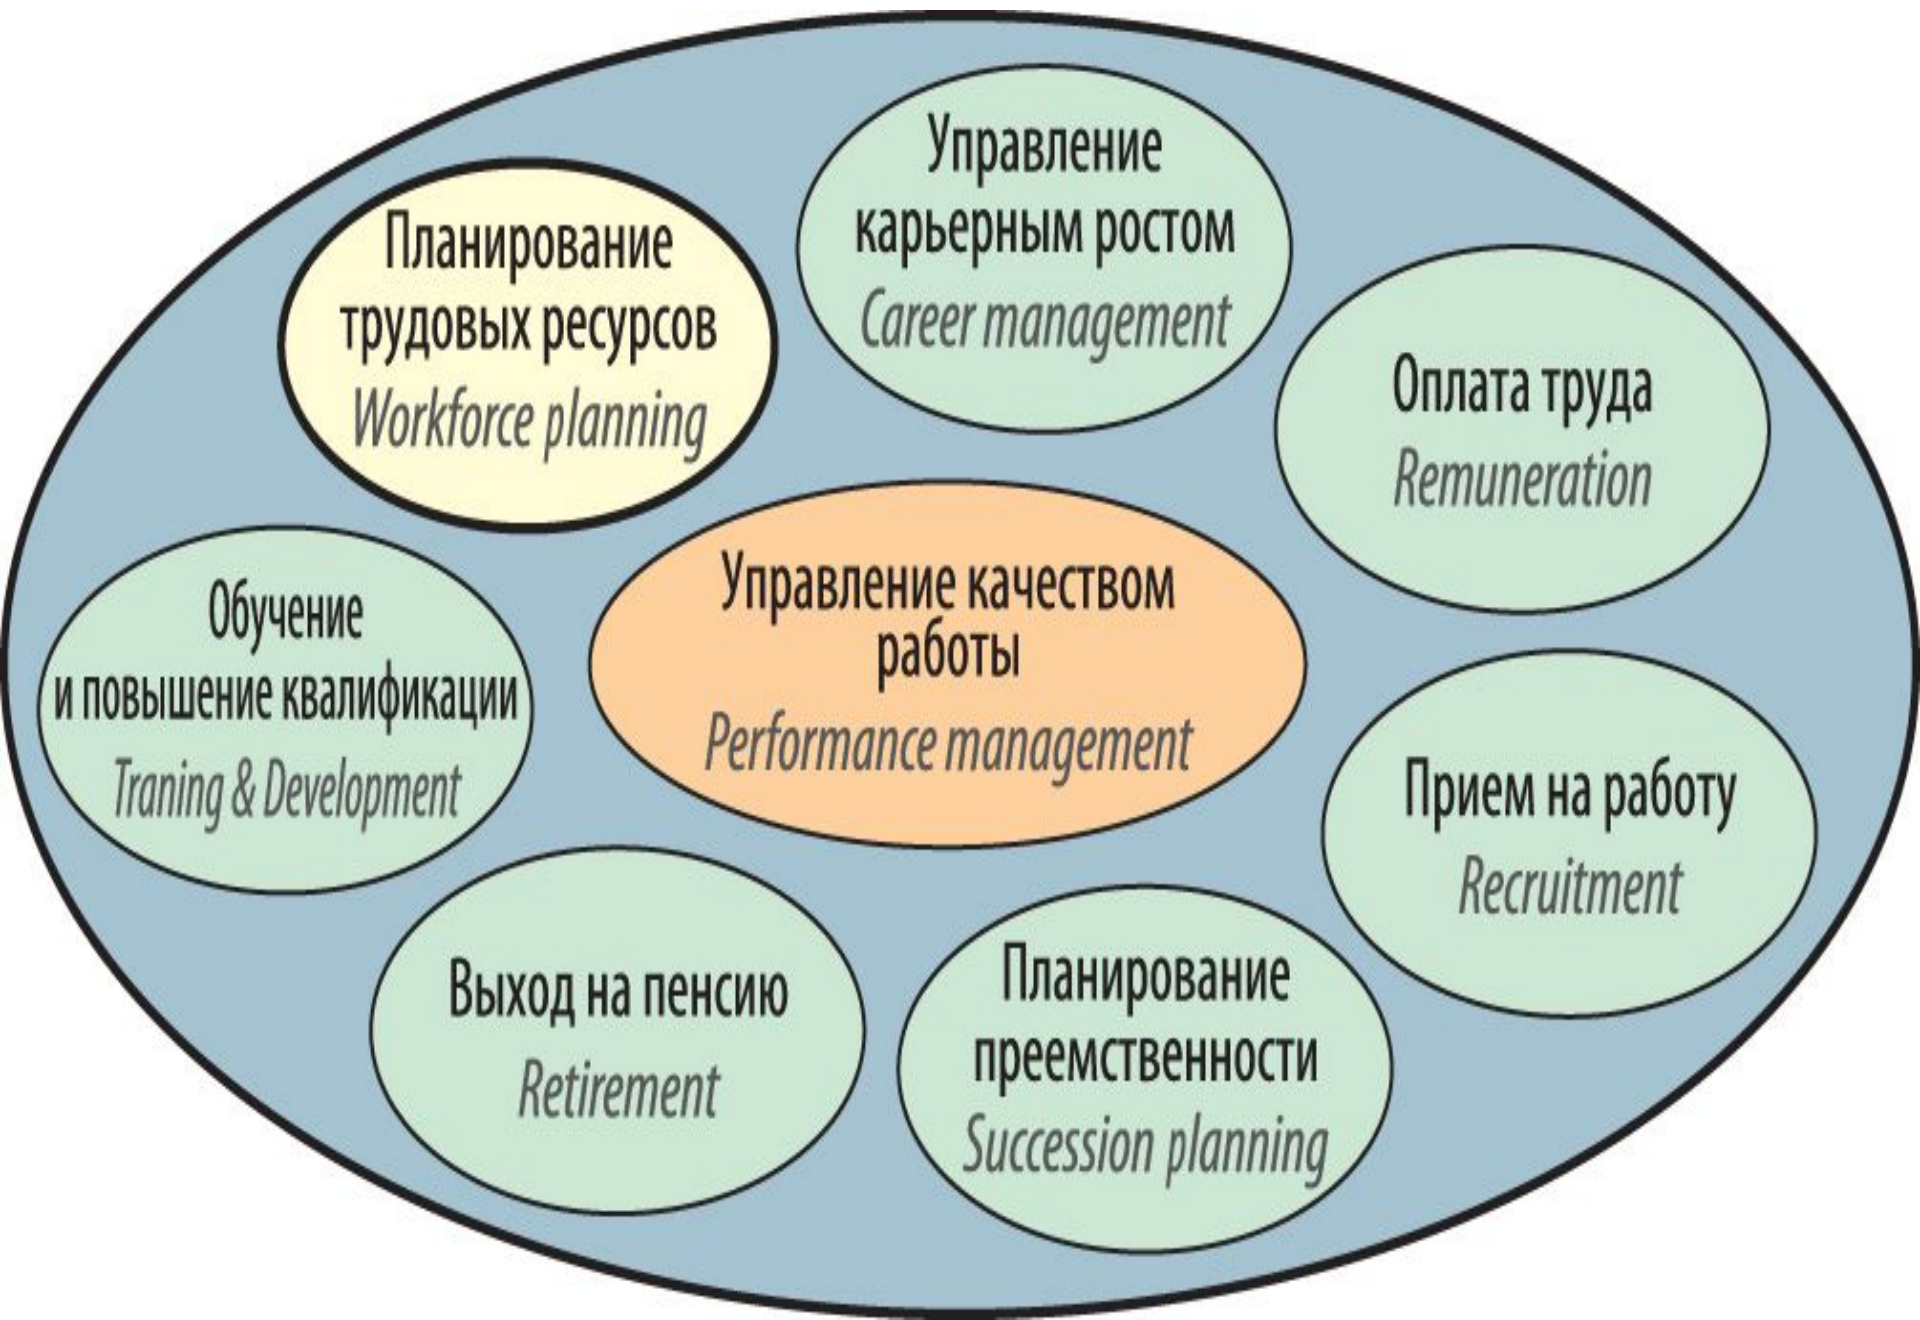 Управление
карьерным ростом
Career management
Планирование
трудовых ресурсов
Workforce planning
Оплата труда
Remuneration
Управление качеством
работы
Performance management
Обучение
и повышение квалификации
Traning & Development
Прием на работу
Recruitment
Выход на пенсию
Retirement
Планирование
преемственности
Succession planning